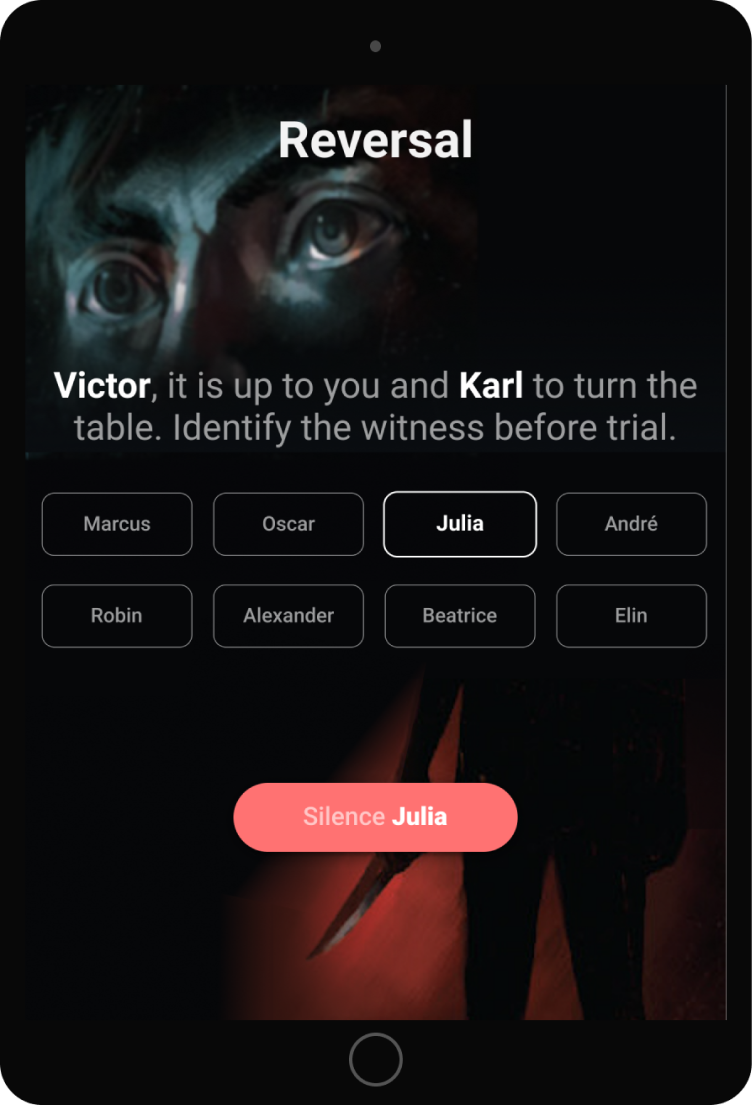 Reversal
Victor, it is up to you and Karl to turn the
table. Identify the witness before trial.
Marcus
Oscar
Julia
André
Robin
Alexander
Beatrice
Elin
Silence Julia